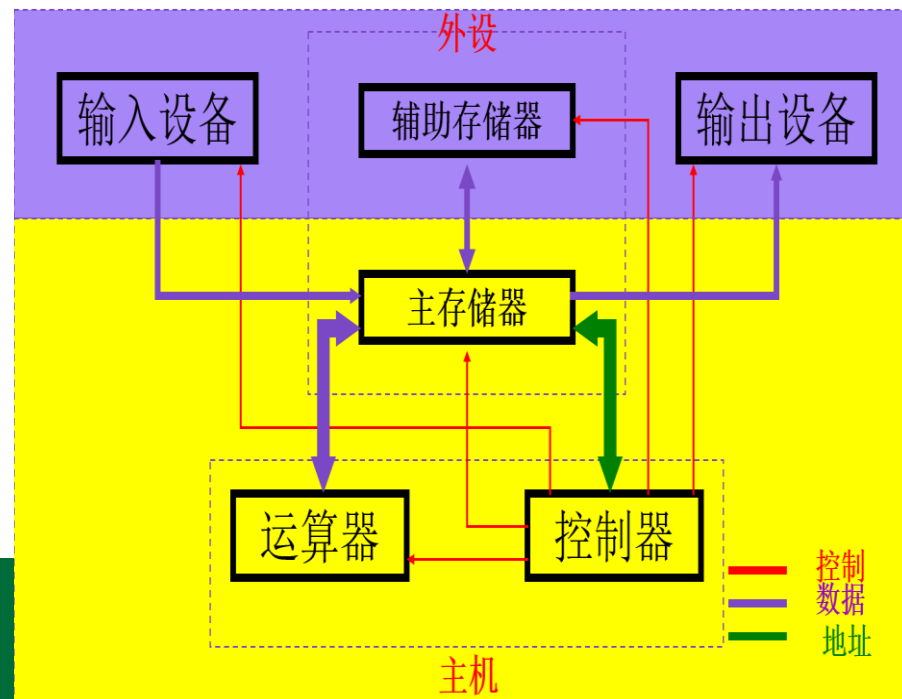 外设
输入设备
辅助存储器
输出设备
主存储器
运算器
控制器
控制
数据
地址
主机